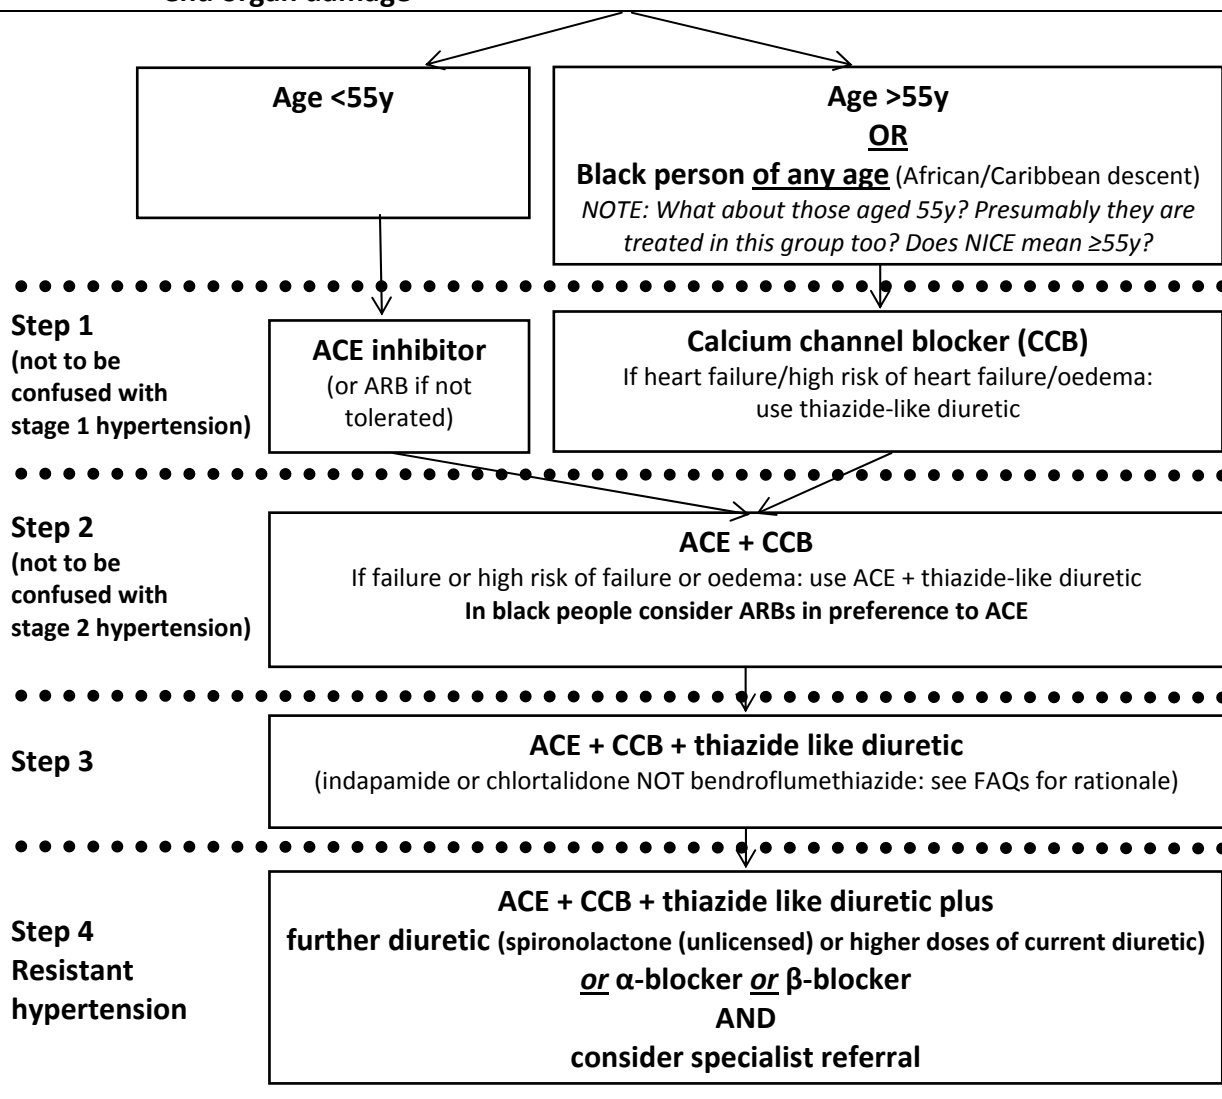 end organ damage
Age <55y
Age >55y
OR
Black person of any age (African/Caribbean descent)
NOTE: What about those aged 55y? Presumably they are
treated in this group too? Does NICE mean ≥55y?
Step 1
(not to be
confused with
stage 1 hypertension)
ACE inhibitor
(or ARB if not
tolerated)
Calcium channel blocker (CCB)
If heart failure/high risk of heart failure/oedema:
use thiazide-like diuretic
Step 2
(not to be
confused with
stage 2 hypertension)
ACE + CCB
If failure or high risk of failure or oedema: use ACE + thiazide-like diuretic
In black people consider ARBs in preference to ACE
Step 3
ACE + CCB + thiazide like diuretic
(indapamide or chlortalidone NOT bendroflumethiazide: see FAQs for rationale)
Step 4
Resistant
hypertension
ACE + CCB + thiazide like diuretic plus
further diuretic (spironolactone (unlicensed) or higher doses of current diuretic)
or α-blocker or β-blocker
AND
consider specialist referral